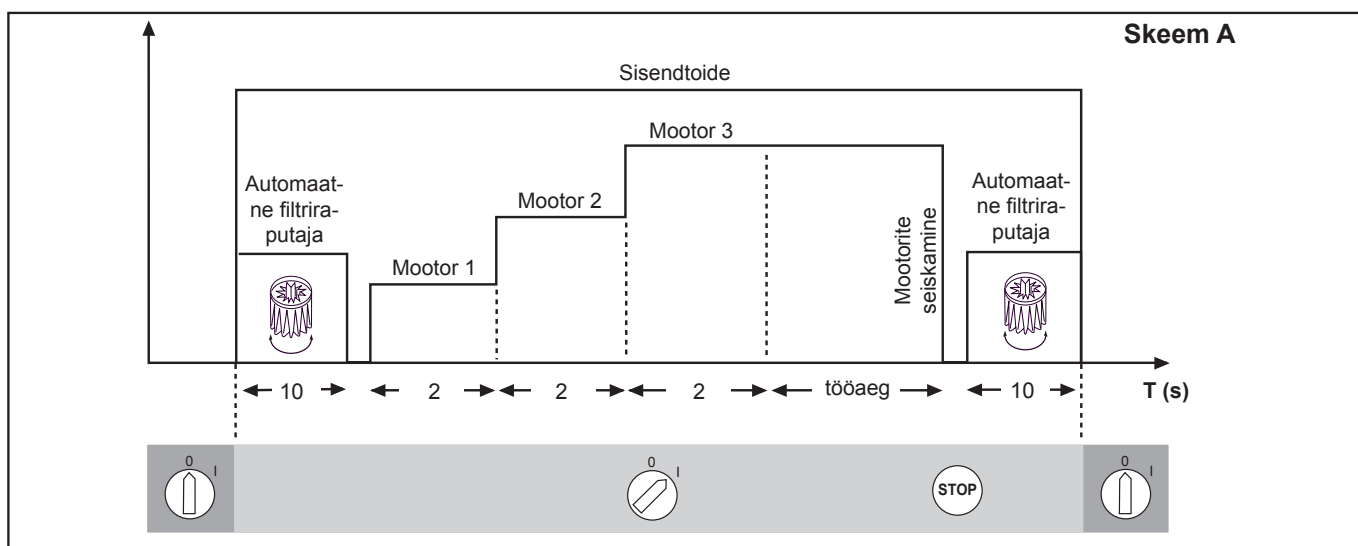 Skeem A
Sisendtoide
Mootor 3
Automaat-
ne filtrira-
putaja
Mootor 2
Mootor 1
Mootorite
seiskamine
Automaat-
ne filtrira-
putaja
10
2
2
2
tööaeg
10
T (s)
0
I
0
I
STOP
0
I